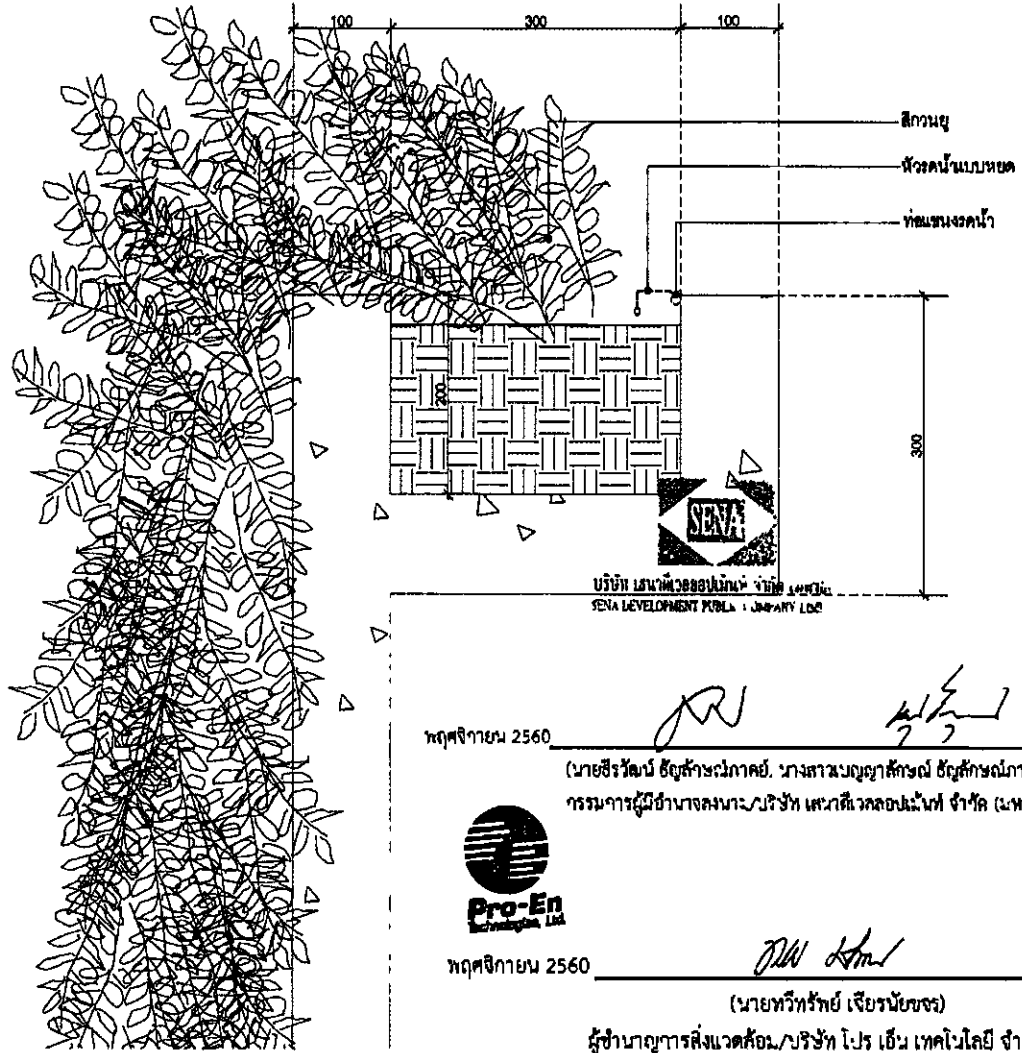 100 300 100
สีกวนยู
หัวรดน้ำแบบหยด
ท่อแขนงรดน้ำ
200
300
SENA
บริษัท เสนาดีเวลลอปเม้นท์ จำกัด
SENA DEVELOPMENT PUBLIC COMPANY LTD
พฤศจิกายน 2560
(นายธีรวัฒน์ ธัญลักษณ์ภาคย์, นางสาวเบญญาลักษณ์ ธัญลักษณ์ภา
กรรมการผู้มีอำนาจลงนาม/บริษัท เสนาดีเวลลอปเม้นท์ จำกัด (มห
Pro-En
Technologies, Ltd.
พฤศจิกายน 2560
(นายทวีทรัพย์ เจียรนัยขจร)
ผู้ชำนาญการสิ่งแวดล้อม/บริษัท โปร เอ็น เทคโนโลยี จำ